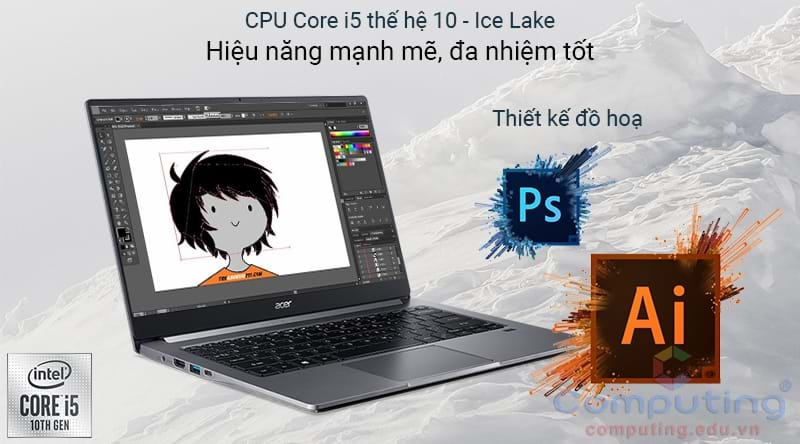 CPU Core i5 thế hệ 10 - Ice Lake
Hiệu năng mạnh mẽ, đa nhiệm tốt
Thiết kế đồ hoạ
Ps
Ai
acer
intel
CORE i5
10TH GEN
Computing®
computing.edu.vn